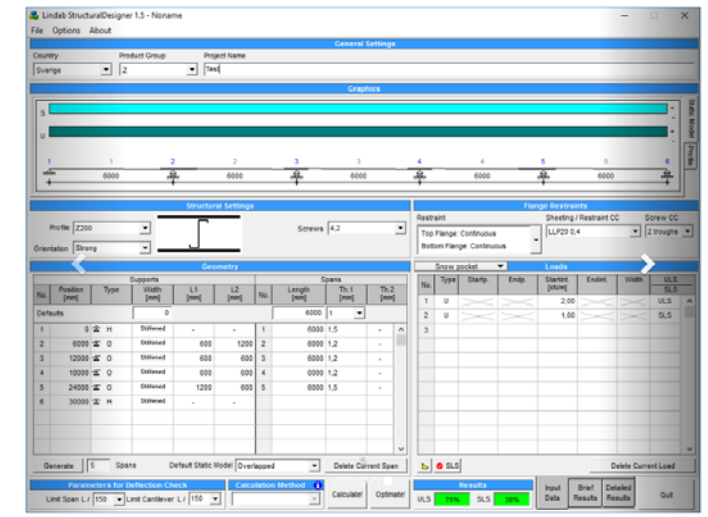 Lindab StructuralDesigner 1.5 - Noname
File Options About
General Settings
Country Product Group Project Name
Sverige Z Test
Graphics
S
U
Static Model
Profile
1 1 2 2 3 3 4 4 5 5 6
6000 6000 6000 6000 6000
Structural Settings
Profile Z200
Screws 4,2
Orientation Strong
Flange Restraints
Restraint Sheeting / Restraint CC Screw CC
Top Flange: Continuous
Bottom Flange: Continuous
LLP20 0,4 2 troughs
Geometry
Supports Spans
No. Position [mm] Type Width [mm] L1 [mm] L2 [mm] No. Length [mm] Th.1 [mm] Th.2 [mm]
Defaults 0 6000 1
1 0 H Stiffened - - 1 6000 1,5 -
2 6000 O Stiffened 600 1200 2 6000 1,2 -
3 12000 O Stiffened 600 600 3 6000 1,2 -
4 18000 O Stiffened 600 600 4 6000 1,2 -
5 24000 O Stiffened 1200 600 5 6000 1,5 -
6 30000 H Stiffened - -
Generate 5 Spans Default Static Model Overlapped Delete Current Span
Snow pocket Loads
No. Type Startp. Endp. Startint. [kN/m] Endint. Width ULS
SLS
1 U 2,00 ULS
2 U 1,00 SLS
3
SLS Delete Current Load
Parameters for Deflection Check
Limit Span L / 150 Limit Cantilever L / 150
Calculation Method
Calculate! Optimate!
Results
ULS 79% SLS 38%
Input Data
Brief Results
Detailed Results
Quit